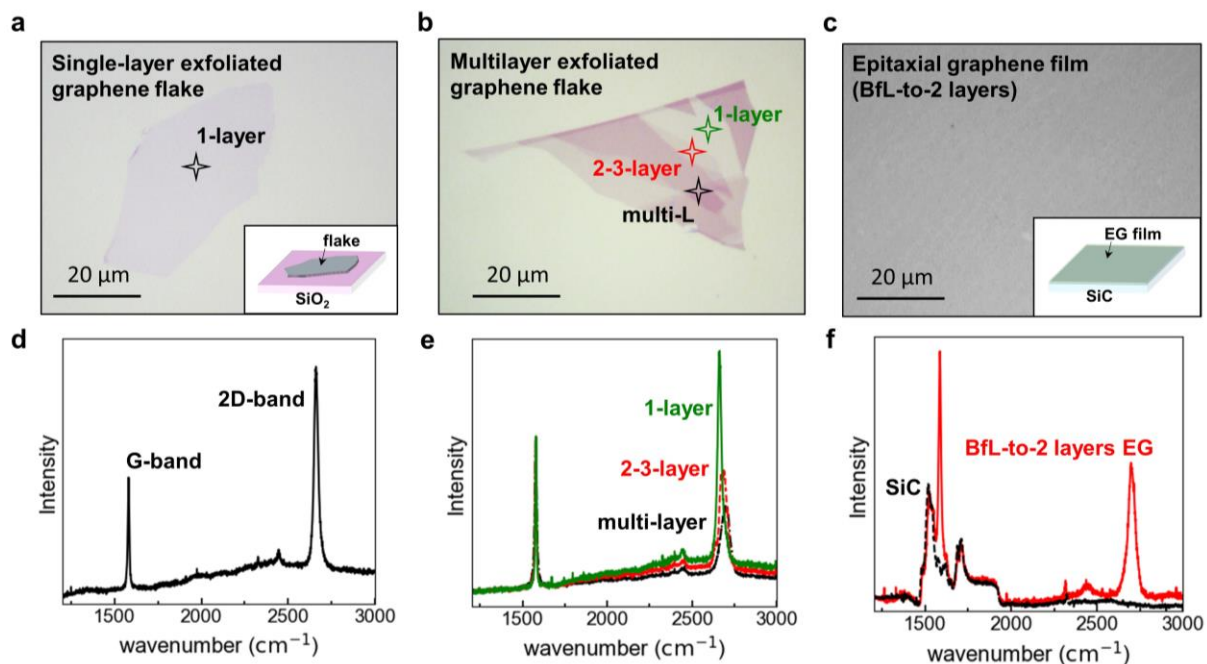 a
Single-layer exfoliated
graphene flake
1-layer
20 µm
flake
SiO2
b
Multilayer exfoliated
graphene flake
1-layer
2-3-layer
multi-L
20 µm
c
Epitaxial graphene film
(BfL-to-2 layers)
20 µm
EG film
SiC
d
2D-band
G-band
Intensity
1500 2000 2500 3000
wavenumber (cm⁻¹)
e
1-layer
2-3-layer
multi-layer
Intensity
1500 2000 2500 3000
wavenumber (cm⁻¹)
f
BfL-to-2 layers EG
SiC
Intensity
1500 2000 2500 3000
wavenumber (cm⁻¹)